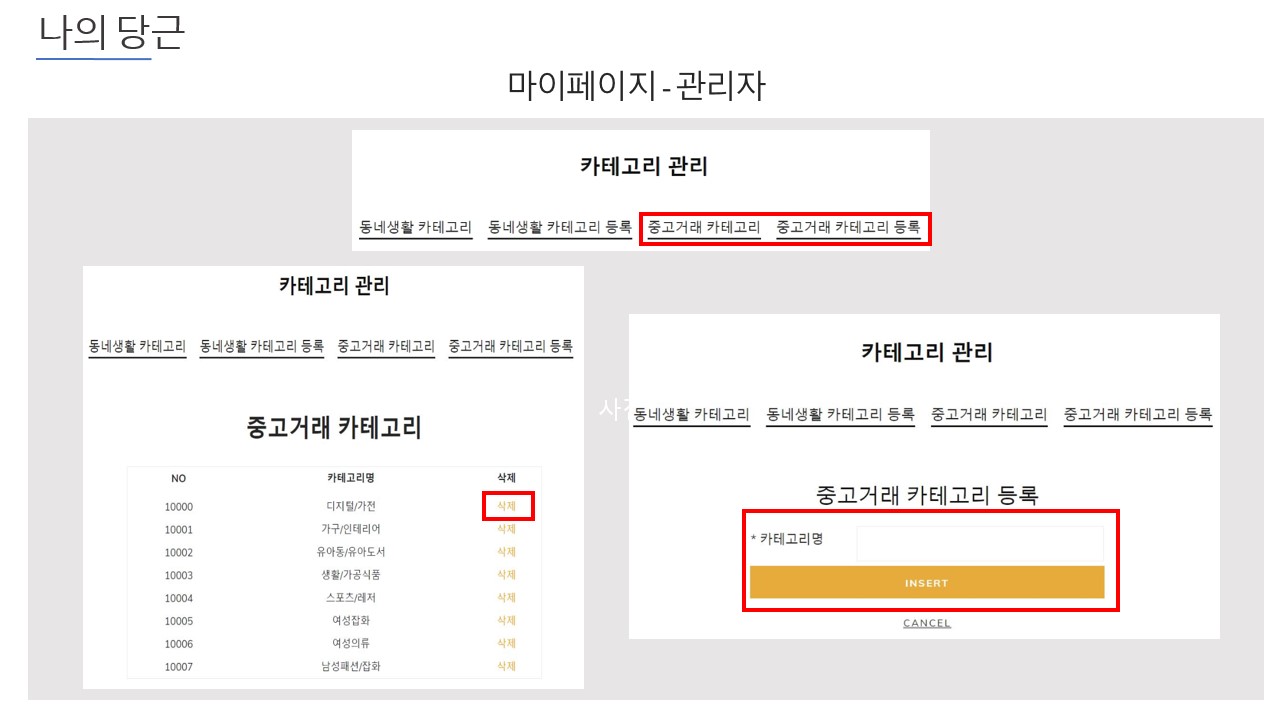 나의 당근
마이페이지 - 관리자
카테고리 관리
동네생활 카테고리 동네생활 카테고리 등록 중고거래 카테고리 중고거래 카테고리 등록
카테고리 관리
동네생활 카테고리 동네생활 카테고리 등록 중고거래 카테고리 중고거래 카테고리 등록
중고거래 카테고리
NO 카테고리명 삭제
10000 디지털/가전 삭제
10001 가구/인테리어 삭제
10002 유아동/유아도서 삭제
10003 생활/가공식품 삭제
10004 스포츠/레저 삭제
10005 여성잡화 삭제
10006 여성의류 삭제
10007 남성패션/잡화 삭제
카테고리 관리
동네생활 카테고리 동네생활 카테고리 등록 중고거래 카테고리 중고거래 카테고리 등록
중고거래 카테고리 등록
* 카테고리명
INSERT
CANCEL